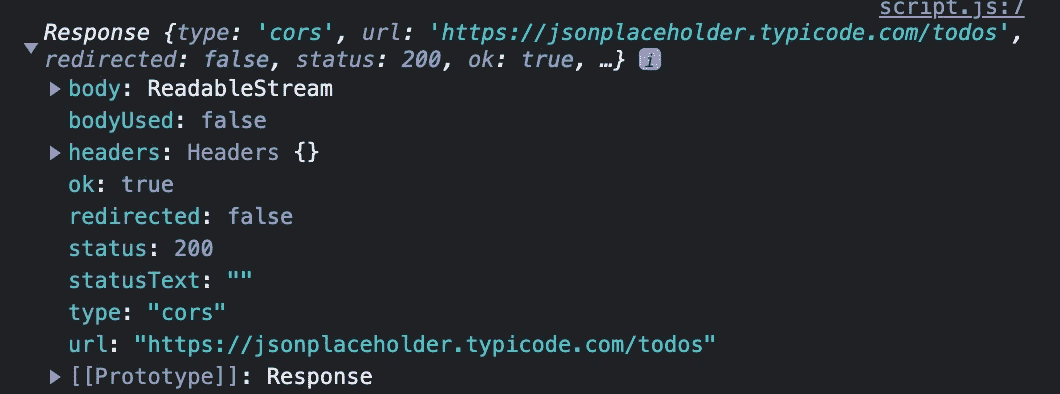 script.js:7
Response {type: 'cors', url: 'https://jsonplaceholder.typicode.com/todos',
redirected: false, status: 200, ok: true, …} i
body: ReadableStream
bodyUsed: false
headers: Headers {}
ok: true
redirected: false
status: 200
statusText: ""
type: "cors"
url: "https://jsonplaceholder.typicode.com/todos"
[[Prototype]]: Response